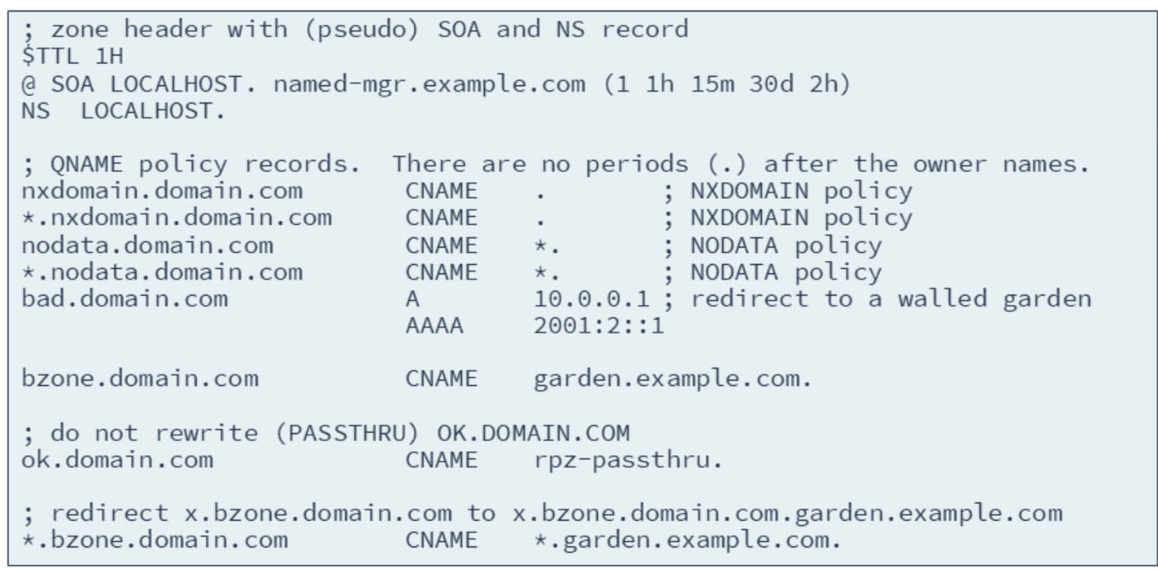 ; zone header with (pseudo) SOA and NS record
$TTL 1H
@ SOA LOCALHOST. named-mgr.example.com (1 1h 15m 30d 2h)
NS  LOCALHOST.

; QNAME policy records.  There are no periods (.) after the owner names.
nxdomain.domain.com       CNAME    .        ; NXDOMAIN policy
*.nxdomain.domain.com     CNAME    .        ; NXDOMAIN policy
nodata.domain.com         CNAME    *.       ; NODATA policy
*.nodata.domain.com       CNAME    *.       ; NODATA policy
bad.domain.com            A        10.0.0.1 ; redirect to a walled garden
                          AAAA     2001:2::1

bzone.domain.com          CNAME    garden.example.com.

; do not rewrite (PASSTHRU) OK.DOMAIN.COM
ok.domain.com             CNAME    rpz-passthru.

; redirect x.bzone.domain.com to x.bzone.domain.com.garden.example.com
*.bzone.domain.com        CNAME    *.garden.example.com.